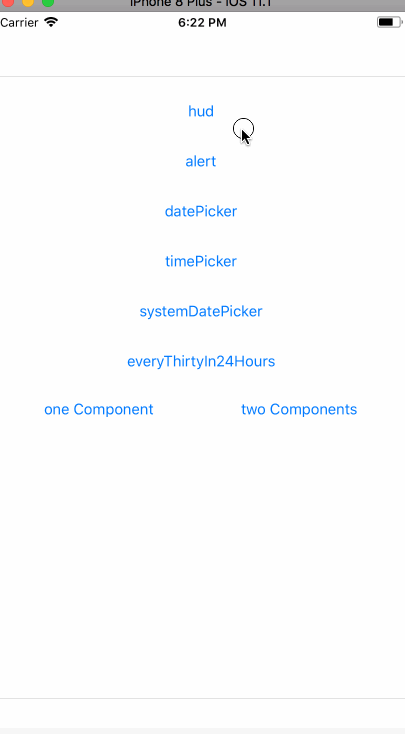 iPhone 8 Plus - iOS 11.1
Carrier 6:22 PM
hud
alert
datePicker
timePicker
systemDatePicker
everyThirtyIn24Hours
one Component two Components